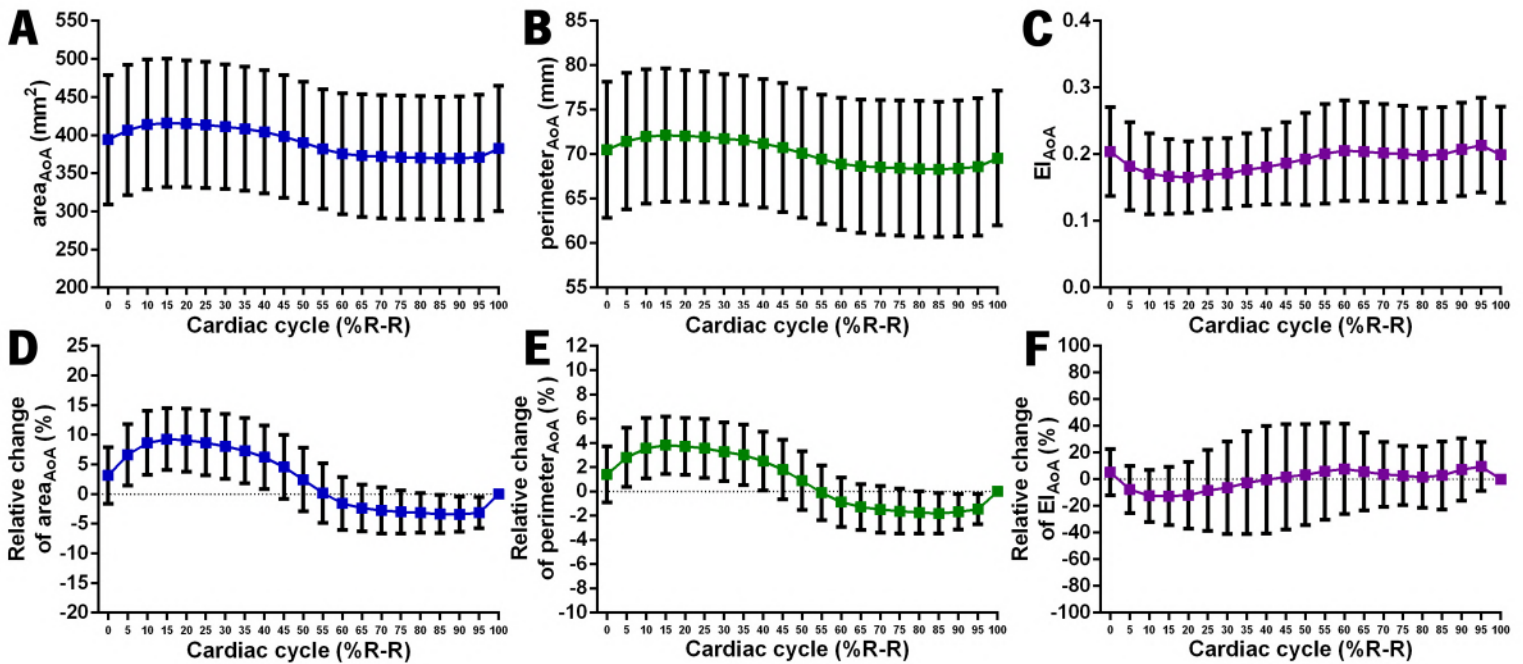 A
area_AoA (mm²)
550
500
450
400
350
300
250
200
0 5 10 15 20 25 30 35 40 45 50 55 60 65 70 75 80 85 90 95 100
Cardiac cycle (%R-R)
B
perimeter_AoA (mm)
85
80
75
70
65
60
55
0 5 10 15 20 25 30 35 40 45 50 55 60 65 70 75 80 85 90 95 100
Cardiac cycle (%R-R)
C
EI_AoA
0.4
0.3
0.2
0.1
0.0
0 5 10 15 20 25 30 35 40 45 50 55 60 65 70 75 80 85 90 95 100
Cardiac cycle (%R-R)
D
Relative change
of area_AoA (%)
25
20
15
10
5
0
-5
-10
-15
-20
0 5 10 15 20 25 30 35 40 45 50 55 60 65 70 75 80 85 90 95 100
Cardiac cycle (%R-R)
E
Relative change
of perimeter_AoA (%)
12
10
8
6
4
2
0
-2
-4
-6
-8
-10
0 5 10 15 20 25 30 35 40 45 50 55 60 65 70 75 80 85 90 95 100
Cardiac cycle (%R-R)
F
Relative change
of EI_AoA (%)
100
80
60
40
20
0
-20
-40
-60
-80
-100
0 5 10 15 20 25 30 35 40 45 50 55 60 65 70 75 80 85 90 95 100
Cardiac cycle (%R-R)